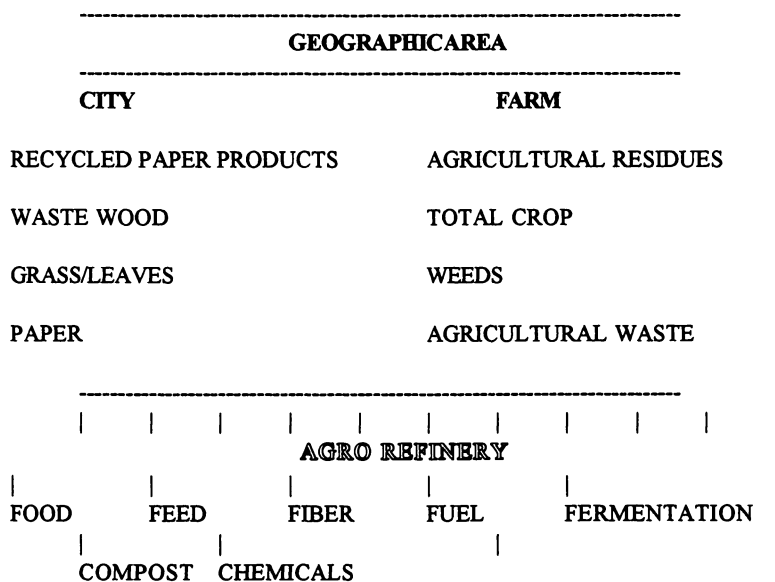 GEOGRAPHICAREA
CITY FARM
RECYCLED PAPER PRODUCTS AGRICULTURAL RESIDUES
WASTE WOOD TOTAL CROP
GRASS/LEAVES WEEDS
PAPER AGRICULTURAL WASTE
AGRO REFINERY
FOOD FEED FIBER FUEL FERMENTATION
COMPOST CHEMICALS